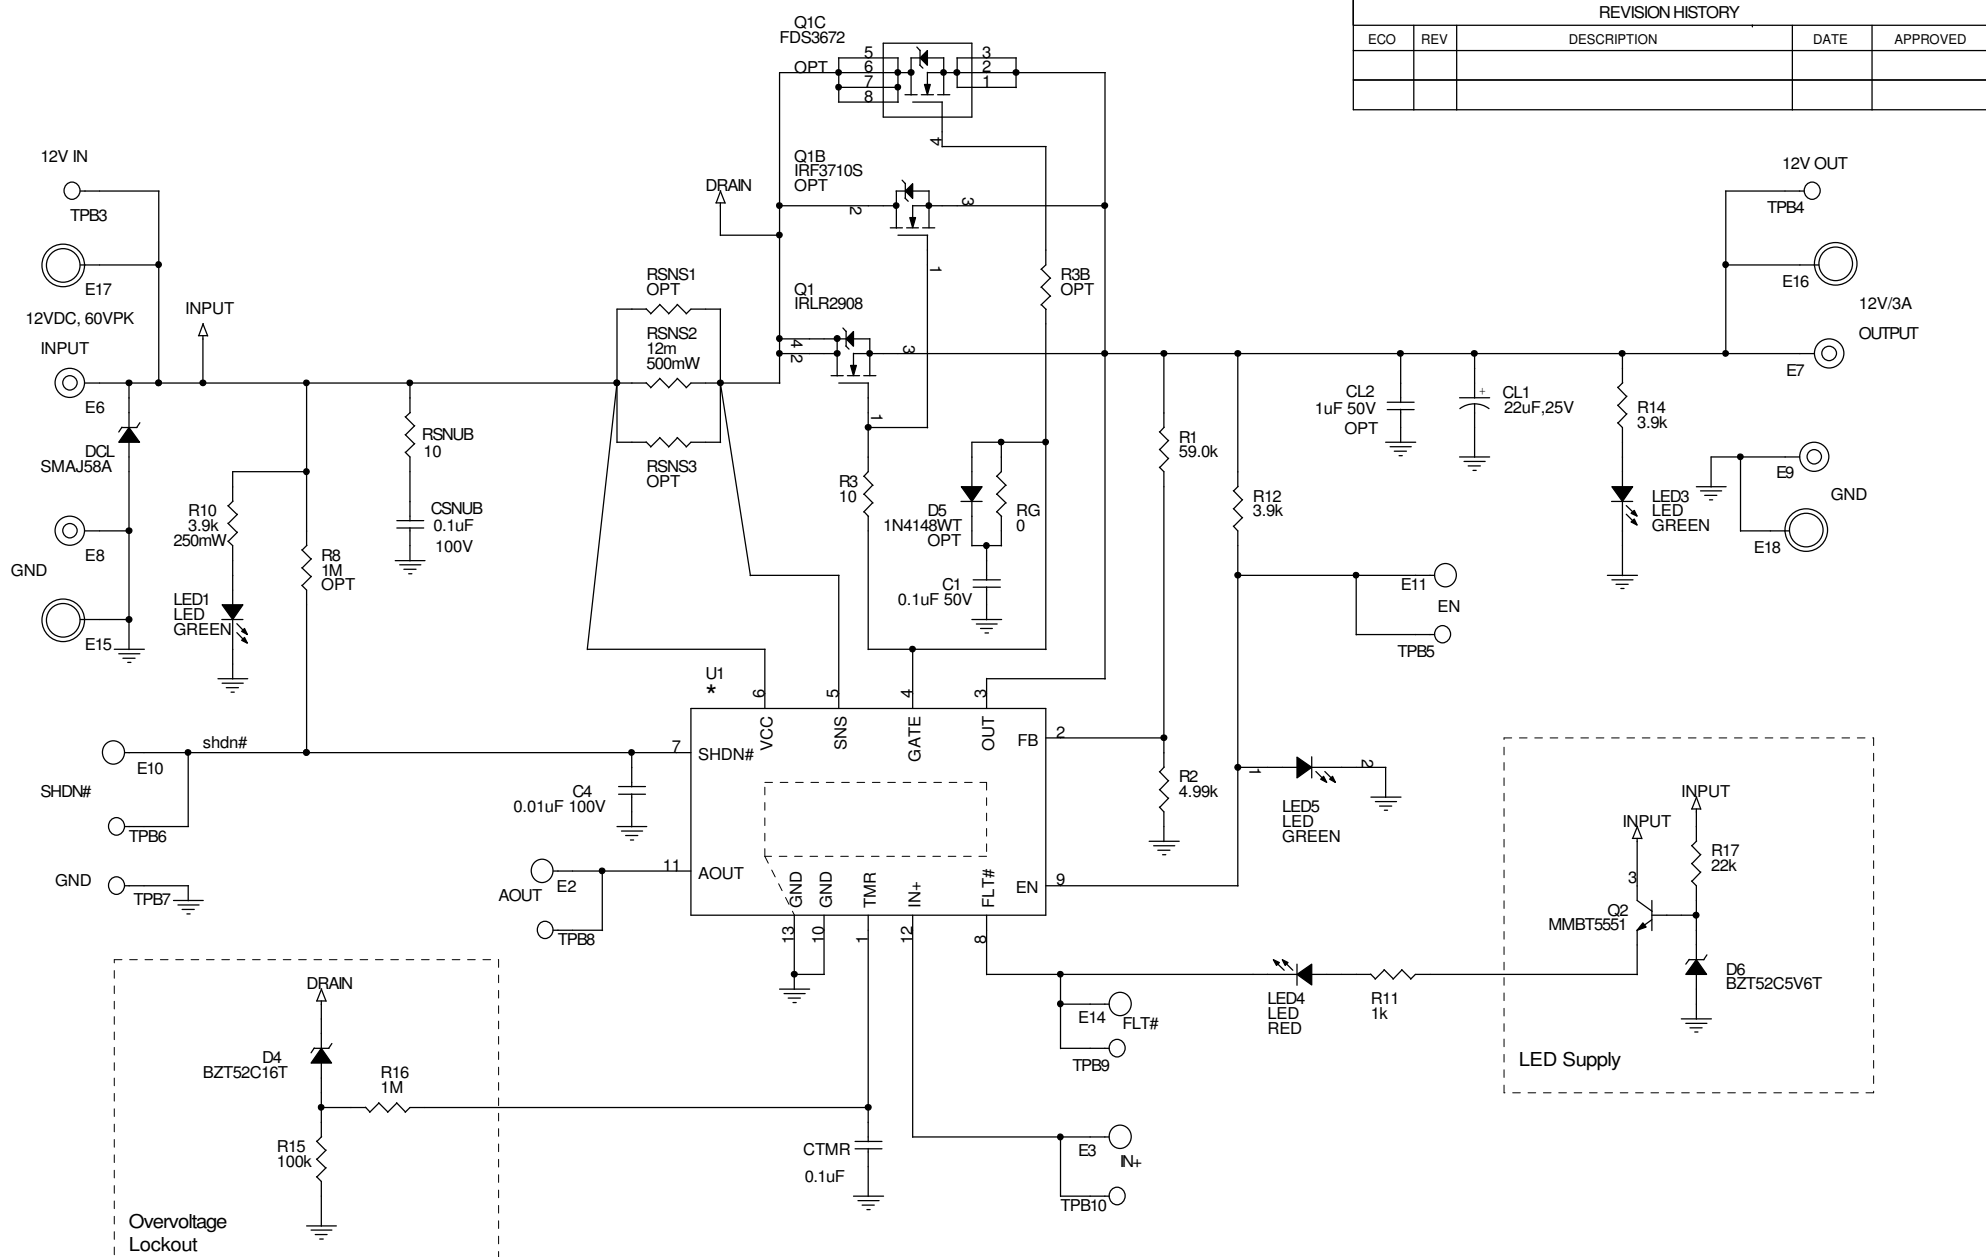 REVISION HISTORY
ECO REV DESCRIPTION DATE APPROVED
Q1C
FDS3672
OPT
5
6
7
8
3
2
1
4
12V IN
TPB3
E17
12VDC, 60VPK
INPUT
E6
INPUT
DCL
SMAJ58A
E8
GND
E15
R10
3.9k
250mW
LED1
LED
GREEN
R8
1M
OPT
RSNUB
10
CSNUB
0.1uF
100V
RSNS1
OPT
RSNS2
12m
500mW
RSNS3
OPT
DRAIN
Q1B
IRF3710S
OPT
2
3
1
Q1
IRLR2908
4
2
3
1
R3B
OPT
R3
10
D5
1N4148WT
OPT
RG
0
C1
0.1uF 50V
R1
59.0k
R12
3.9k
CL2
1uF 50V
OPT
+
CL1
22uF,25V
R14
3.9k
LED3
LED
GREEN
12V OUT
TPB4
E16
12V/3A
OUTPUT
E7
E9
GND
E18
E11
EN
TPB5
U1
*
6
5
4
3
VCC
SNS
GATE
OUT
7
SHDN#
FB
2
11
AOUT
EN
9
GND
GND
TMR
IN+
FLT#
13
10
1
12
8
R2
4.99k
1
2
LED5
LED
GREEN
E10
shdn#
SHDN#
TPB6
C4
0.01uF 100V
GND
TPB7
E2
AOUT
TPB8
INPUT
INPUT
R17
22k
3
Q2
MMBT5551
D6
BZT52C5V6T
LED Supply
LED4
LED
RED
R11
1k
E14
FLT#
TPB9
DRAIN
D4
BZT52C16T
R16
1M
R15
100k
Overvoltage
Lockout
CTMR
0.1uF
E3
IN+
TPB10